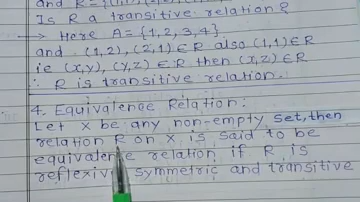 Is R a transitive relation?
→ Here A = {1,2,3,4}
and (1,2), (2,1) ∈ R also (1,1) ∈ R
ie (x,y), (y,z) ∈ R then (x,z) ∈ R
∴ R is transitive relation.
4. Equivalence Relation:
Let X be any non-empty set, then
relation R on X is said to be
equivalence relation if R is
reflexive symmetric and transitive